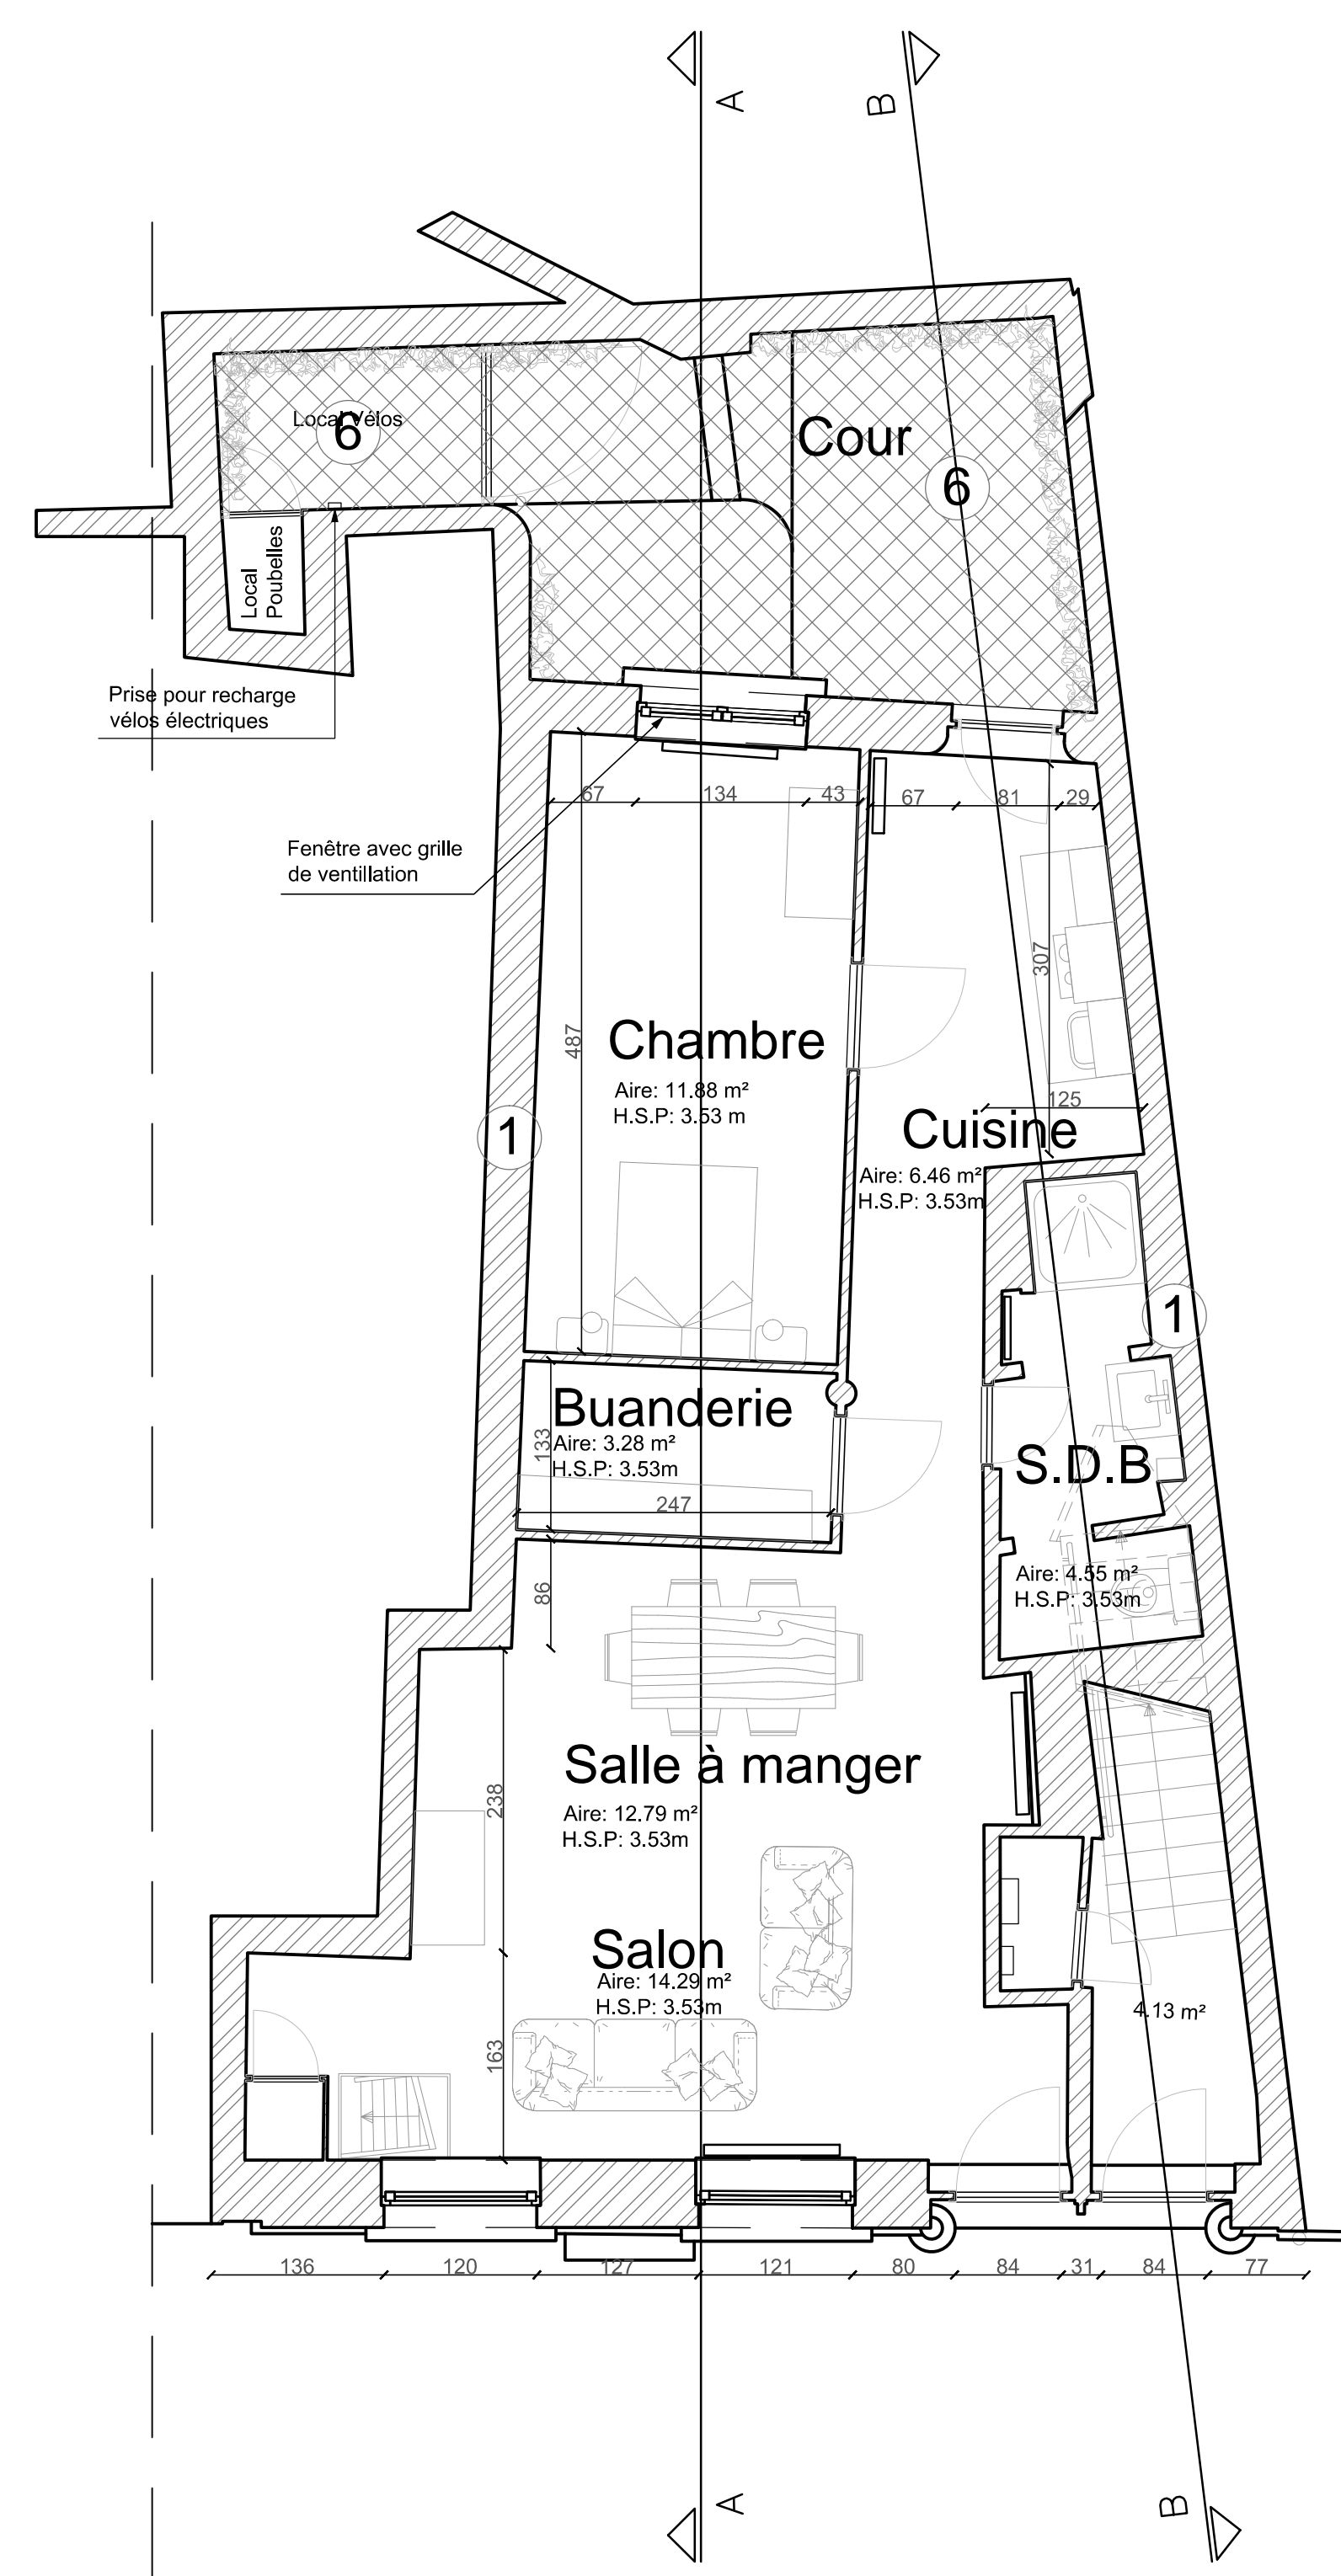 A
B
Local Vélos
6
Cour
6
Local
Poubelles
Prise pour recharge
vélos électriques
67
134
43
67
81
29
Fenêtre avec grille
de ventillation
307
487
Chambre
Aire: 11.88 m²
H.S.P: 3.53 m
125
1
Cuisine
Aire: 6.46 m²
H.S.P: 3.53m
1
Buanderie
133
Aire: 3.28 m²
H.S.P: 3.53m
247
S.D.B
Aire: 4.55 m²
H.S.P: 3.53m
86
Salle à manger
238
Aire: 12.79 m²
H.S.P: 3.53m
Salon
Aire: 14.29 m²
H.S.P: 3.53m
163
4.13 m²
136
120
127
121
80
84
31
84
77
A
B